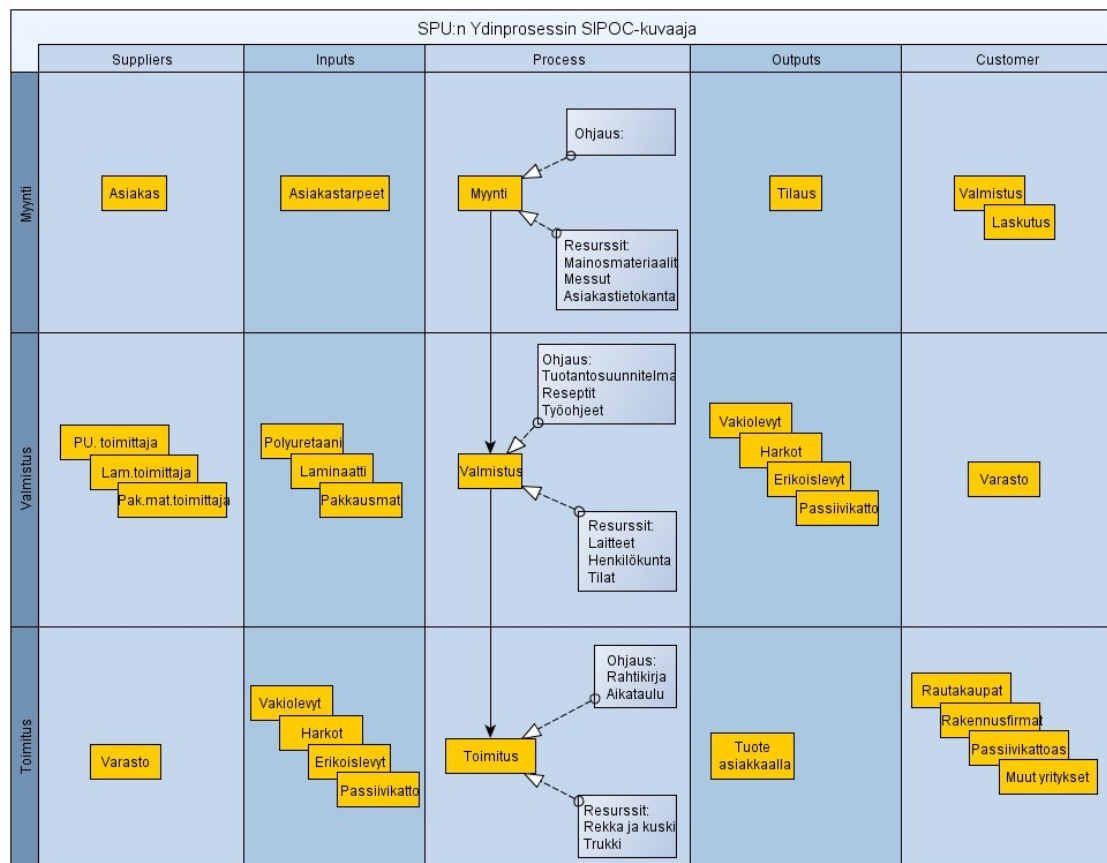 SPU:n Ydinprosessin SIPOC-kuvaaja
Suppliers
Inputs
Process
Outputs
Customer
Myynti
Asiakas
Asiakastarpeet
Ohjaus:
Myynti
Resurssit:
Mainosmateriaalit
Messut
Asiakastietokanta
Tilaus
Valmistus
Laskutus
Valmistus
PU. toimittaja
Lam.toimittaja
Pak.mat.toimittaja
Polyuretaani
Laminaatti
Pakkausmat
Ohjaus:
Tuotantosuunnitelma
Reseptit
Työohjeet
Valmistus
Resurssit:
Laitteet
Henkilökunta
Tilat
Vakiolevyt
Harkot
Erikoislevyt
Passiivikatto
Varasto
Toimitus
Varasto
Vakiolevyt
Harkot
Erikoislevyt
Passiivikatto
Ohjaus:
Rahtikirja
Aikataulu
Toimitus
Resurssit:
Rekka ja kuski
Trukki
Tuote
asiakkaalla
Rautakaupat
Rakennusfirmat
Passiivikattoas
Muut yritykset